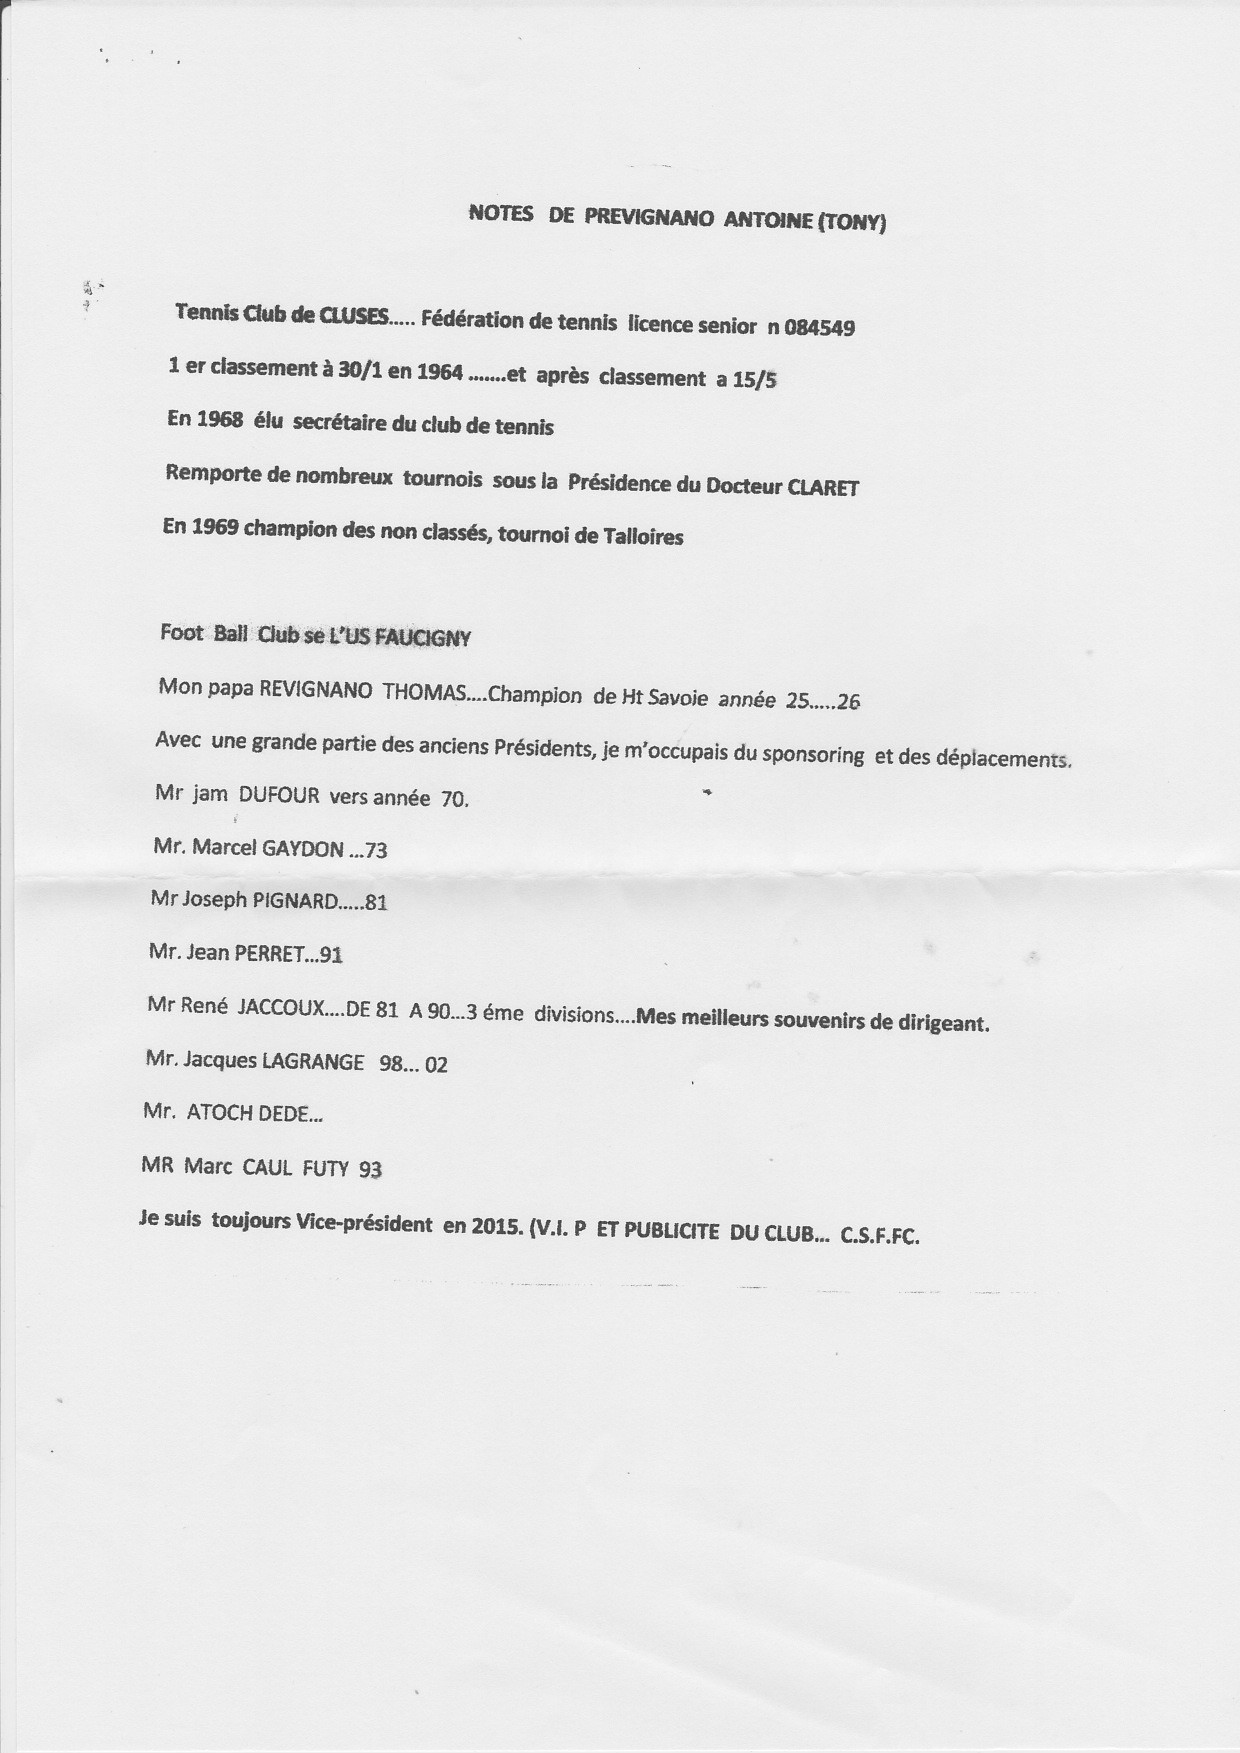 NOTES DE PREVIGNANO ANTOINE (TONY)
Tennis Club de CLUSES..... Fédération de tennis licence senior n 084549
1 er classement à 30/1 en 1964 .......et après classement a 15/5
En 1968 élu secrétaire du club de tennis
Remporte de nombreux tournois sous la Présidence du Docteur CLARET
En 1969 champion des non classés, tournoi de Talloires
Foot Ball Club se L'US FAUCIGNY
Mon papa REVIGNANO THOMAS....Champion de Ht Savoie année 25.....26
Avec une grande partie des anciens Présidents, je m'occupais du sponsoring et des déplacements.
Mr jam DUFOUR vers année 70.
Mr. Marcel GAYDON ...73
Mr Joseph PIGNARD.....81
Mr. Jean PERRET...91
Mr René JACCOUX....DE 81 A 90...3 éme divisions....Mes meilleurs souvenirs de dirigeant.
Mr. Jacques LAGRANGE 98... 02
Mr. ATOCH DEDE...
MR Marc CAUL FUTY 93
Je suis toujours Vice-président en 2015. (V.I. P ET PUBLICITE DU CLUB... C.S.F.FC.